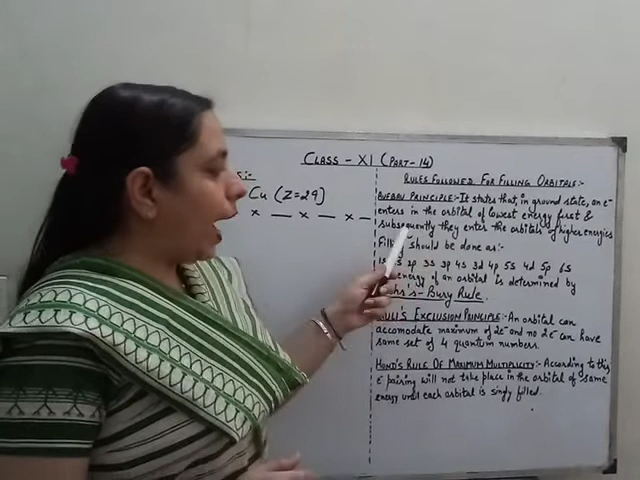 CLASS - XI (PART-14)
S:-
Cu (Z=29)
x — x — x —
RULES FOLLOWED FOR FILLING ORBITALS:-
AUFBAU PRINCIPLE:- It states that, in ground state, an e⁻
enters in the orbital of lowest energy first &
subsequently they enter the orbitals of higher energies
Filling should be done as:-
1s 2s 2p 3s 3p 4s 3d 4p 5s 4d 5p 6s
energy of an orbital is determined by
Bohr's - Bury Rule.
PAULI'S EXCLUSION PRINCIPLE:- An orbital can
accomodate maximum of 2e⁻ and no 2e⁻ can have
same set of 4 quantum numbers.
HUND'S RULE OF MAXIMUM MULTIPLICITY:- According to this
e⁻ pairing will not take place in the orbital of same
energy until each orbital is singly filled.